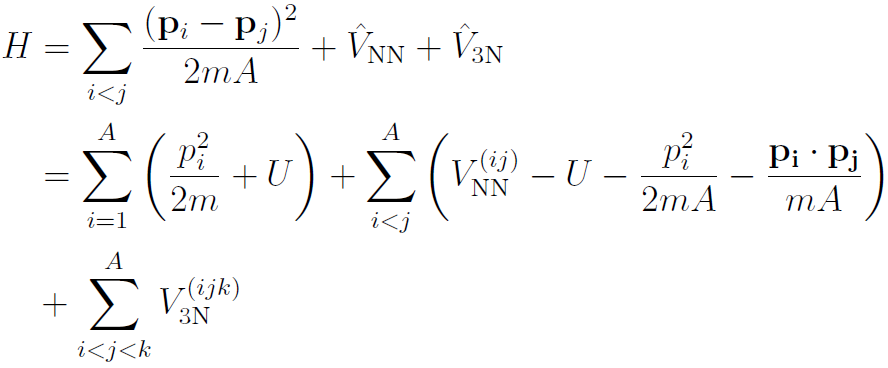 H = \sum_{i<j} \frac{(\mathbf{p}_i - \mathbf{p}_j)^2}{2mA} + \hat{V}_{\mathrm{NN}} + \hat{V}_{\mathrm{3N}}
= \sum_{i=1}^{A} \left( \frac{p_i^2}{2m} + U \right) + \sum_{i<j}^{A} \left( V_{\mathrm{NN}}^{(ij)} - U - \frac{p_i^2}{2mA} - \frac{\mathbf{p_i} \cdot \mathbf{p_j}}{mA} \right)
+ \sum_{i<j<k}^{A} V_{\mathrm{3N}}^{(ijk)}